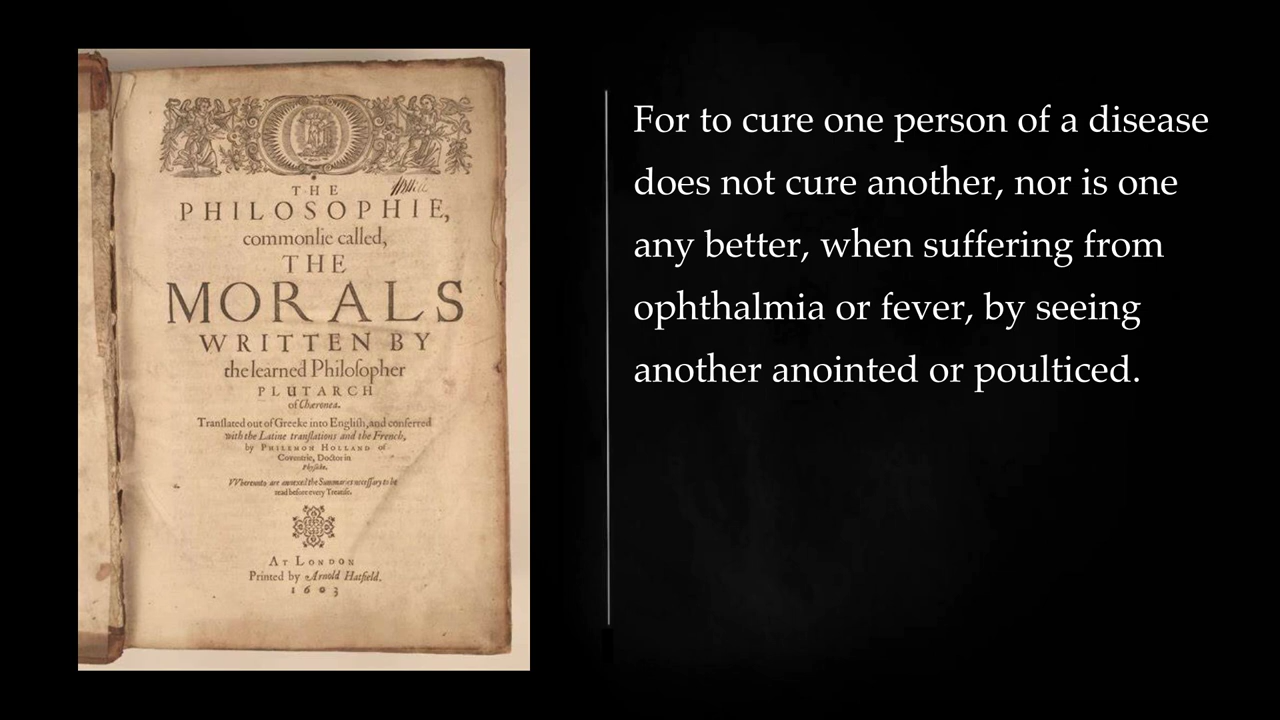 THE
PHILOSOPHIE,
commonlie called,
THE
MORALS
WRITTEN BY
the learned Philosopher
PLUTARCH
of Chæronea.
Translated out of Greeke into English, and conferred
with the Latine translations and the French,
by PHILEMON HOLLAND of
Coventrie, Doctor in
Physicke.
VVhereunto are annexed the Summaries necessary to be
read before every Treatise.
AT LONDON
Printed by Arnold Hatfield.
1603
For to cure one person of a disease
does not cure another, nor is one
any better, when suffering from
ophthalmia or fever, by seeing
another anointed or poulticed.